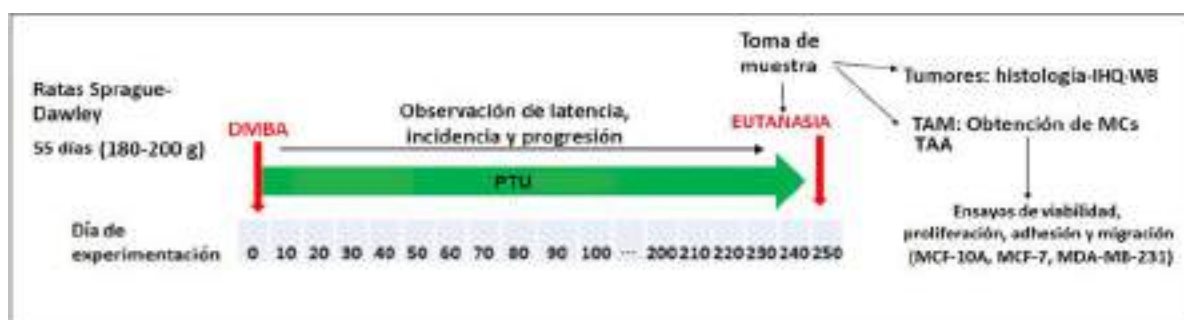 Ratas Sprague-
Dawley
55 días (180-200 g)
DMBA
Observación de latencia,
incidencia y progresión
Toma de
muestra
EUTANASIA
PTU
Tumores: histología-IHQ-WB
TAM: Obtención de MCs
TAA
Ensayos de viabilidad,
proliferación, adhesión y migración
(MCF-10A, MCF-7, MDA-MB-231)
Día de
experimentación
0 10 20 30 40 50 60 70 80 90 100 ... 200 210 220 230 240 250